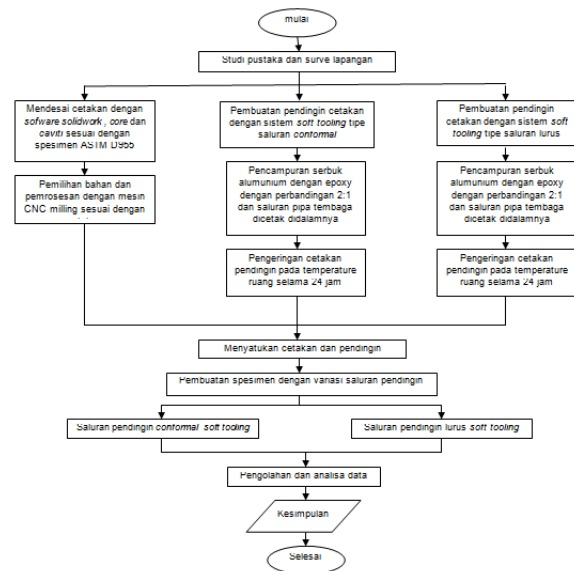 mulai
Studi pustaka dan surve lapangan
Mendesai cetakan dengan
sofware solidwork , core dan
caviti sesuai dengan
spesimen ASTM D955
Pemilihan bahan dan
pemrosesan dengan mesin
CNC milling sesuai dengan
Pembuatan pendingin cetakan
dengan sistem soft tooling tipe
saluran contormal
Pencampuran serbuk
alumunium dengan epoxy
dengan perbandingan 2:1
dan saluran pipa tembaga
dicetak didalamnya
Pengeringan cetakan
pendingin pada temperature
ruang selama 24 jam
Pembuatan pendingin
cetakan dengan sistem soft
tooling tipe saluran lurus
Pencampuran serbuk
alumunium dengan epoxy
dengan perbandingan 2:1
dan saluran pipa tembaga
dicetak didalamnya
Pengeringan cetakan
pendingin pada temperature
ruang selama 24 jam
Menyatukan cetakan dan pendingin
Pembuatan spesimen dengan variasi saluran pendingin
Saluran pendingin contormal soft tooling
Saluran pendingin lurus soft tooling
Pengolahan dan analisa data
Kesimpulan
Selesai